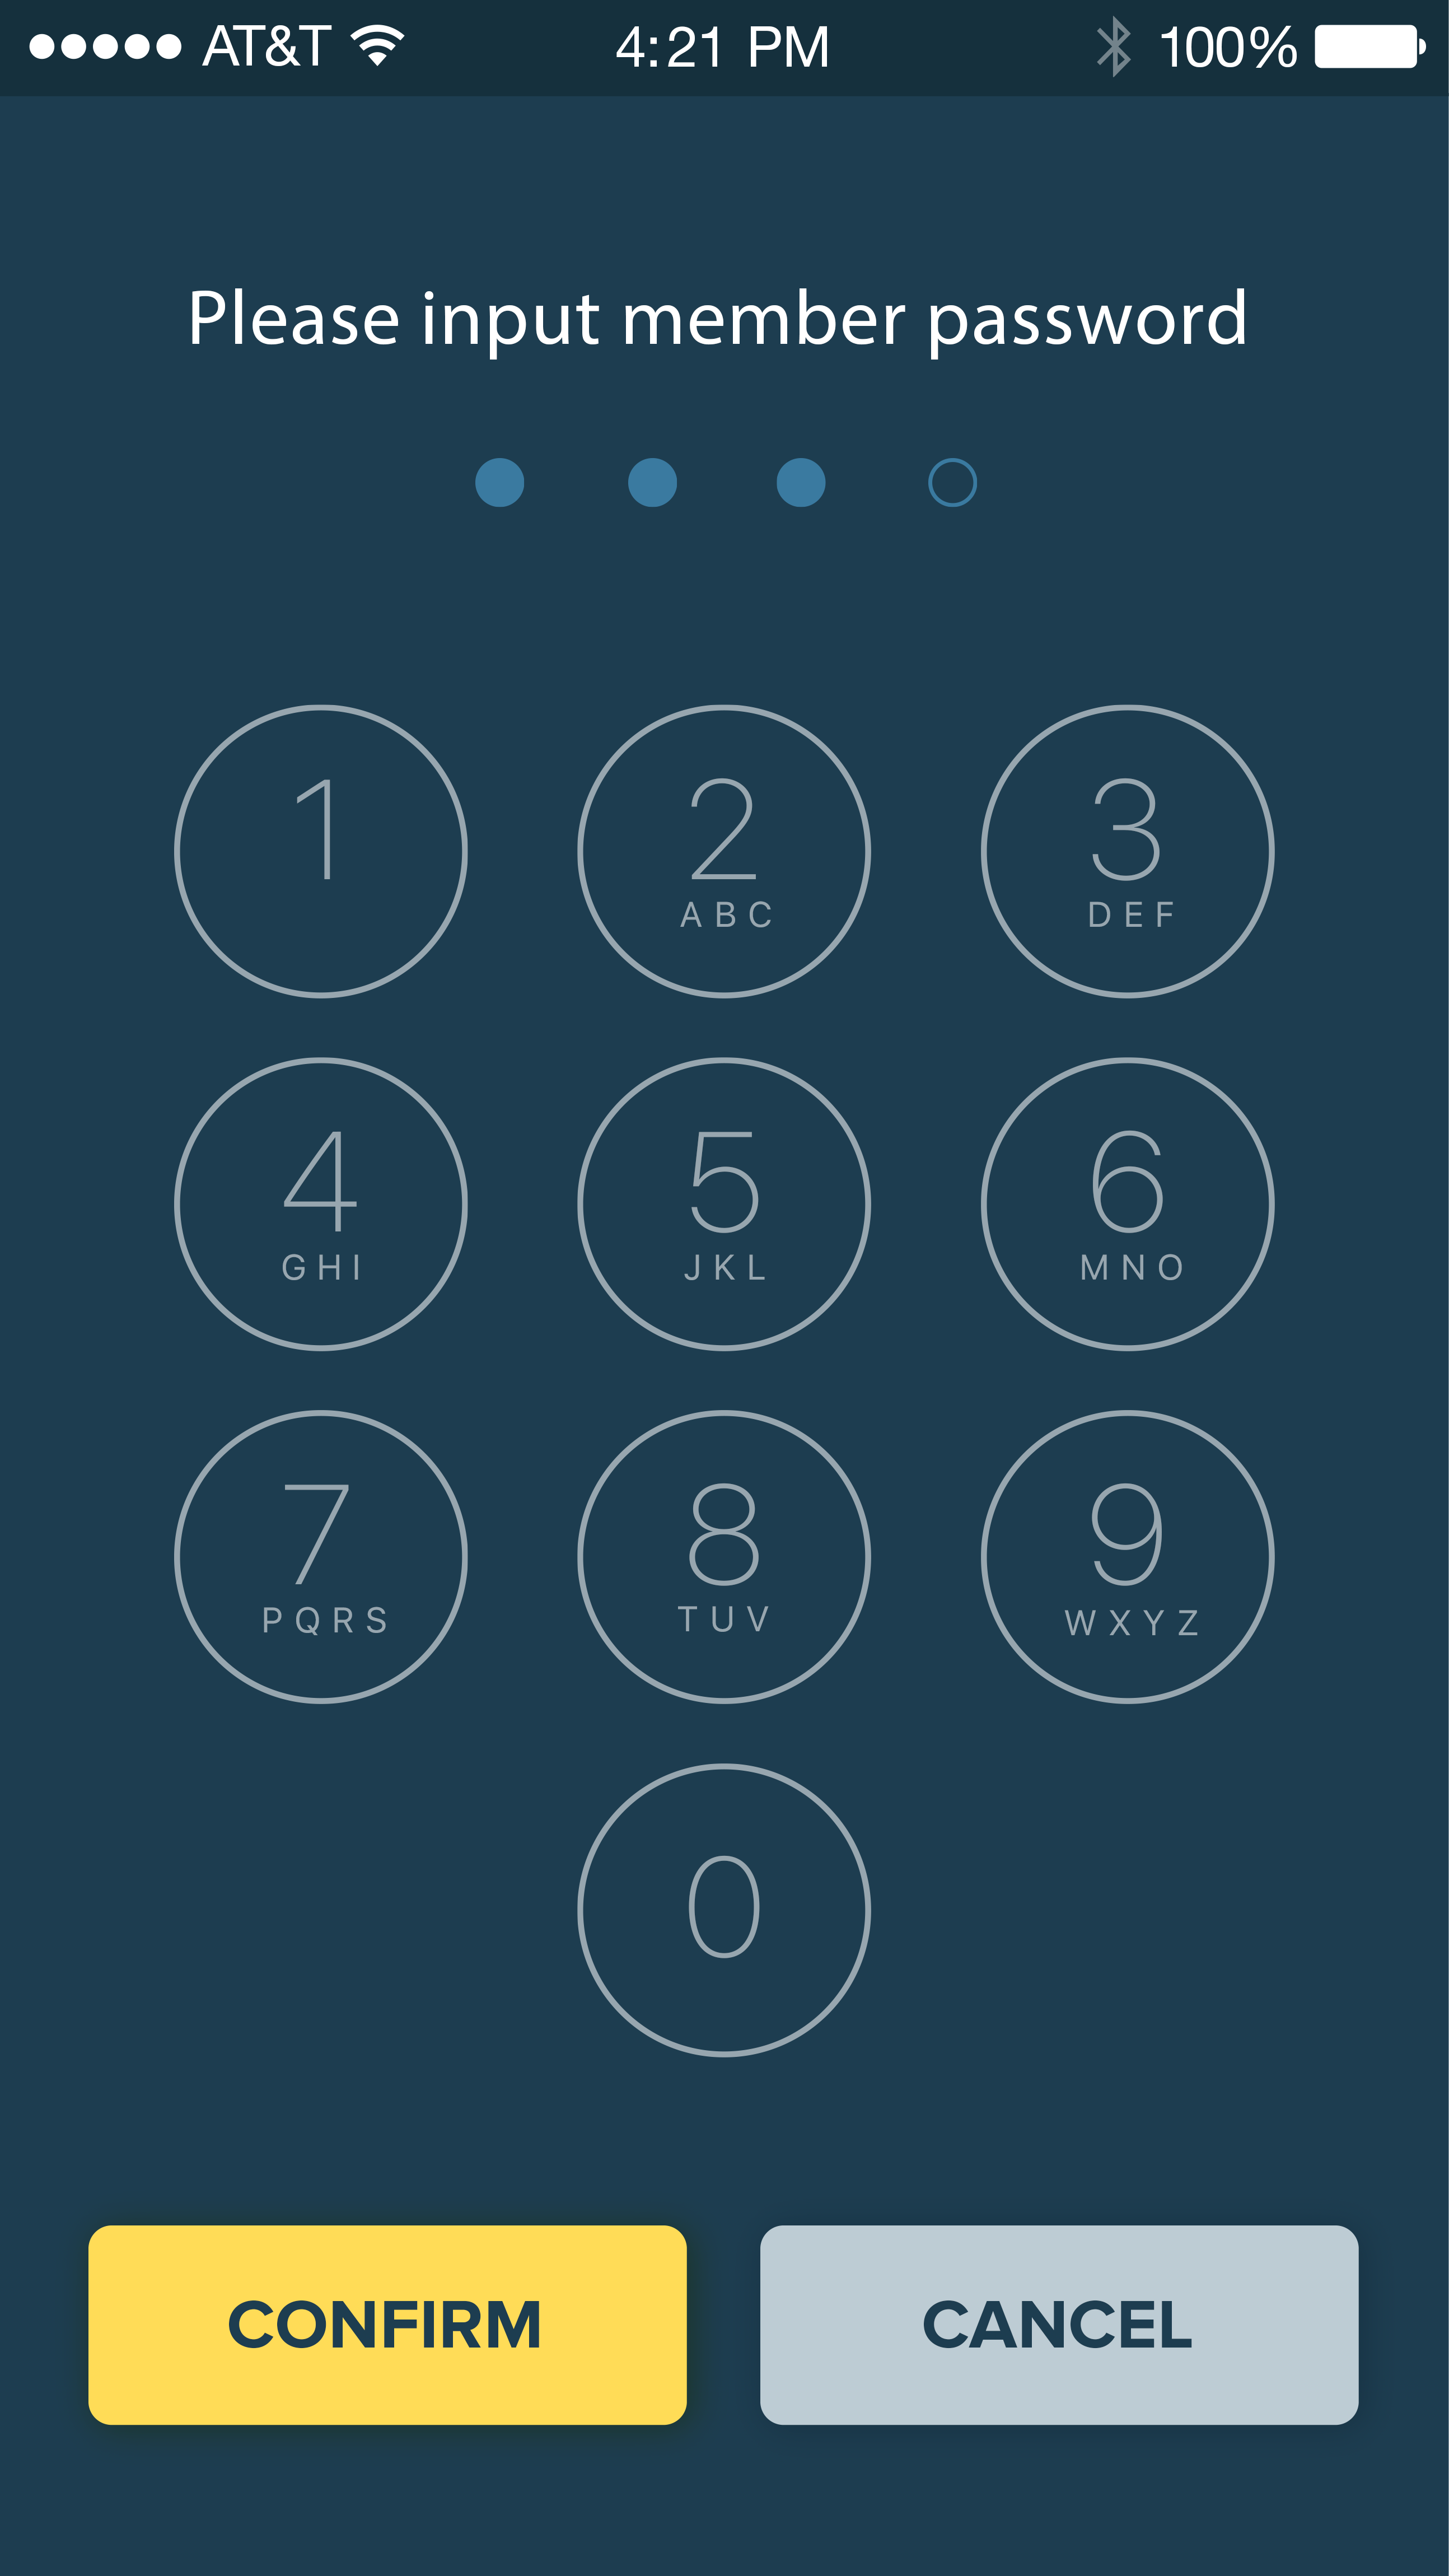 AT&T 4:21 PM 100%
Please input member password
1 2 3
ABC DEF
4 5 6
GHI JKL MNO
7 8 9
PQRS TUV WXYZ
0
CONFIRM CANCEL